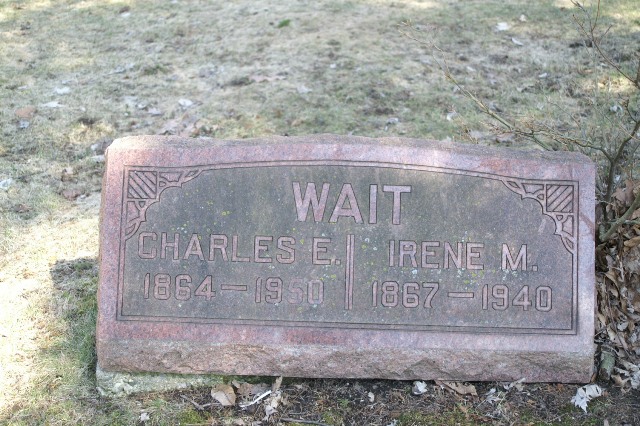 WAIT
CHARLES E. IRENE M.
1864 — 1950 1867 — 1940